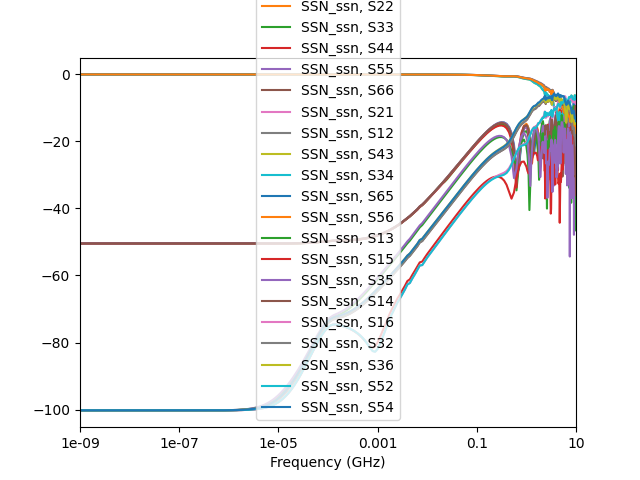 SSN_ssn, S22
SSN_ssn, S33
SSN_ssn, S44
SSN_ssn, S55
SSN_ssn, S66
SSN_ssn, S21
SSN_ssn, S12
SSN_ssn, S43
SSN_ssn, S34
SSN_ssn, S65
SSN_ssn, S56
SSN_ssn, S13
SSN_ssn, S15
SSN_ssn, S35
SSN_ssn, S14
SSN_ssn, S16
SSN_ssn, S32
SSN_ssn, S36
SSN_ssn, S52
SSN_ssn, S54
0
−20
−40
−60
−80
−100
1e-09 1e-07 1e-05 0.001 0.1 10
Frequency (GHz)